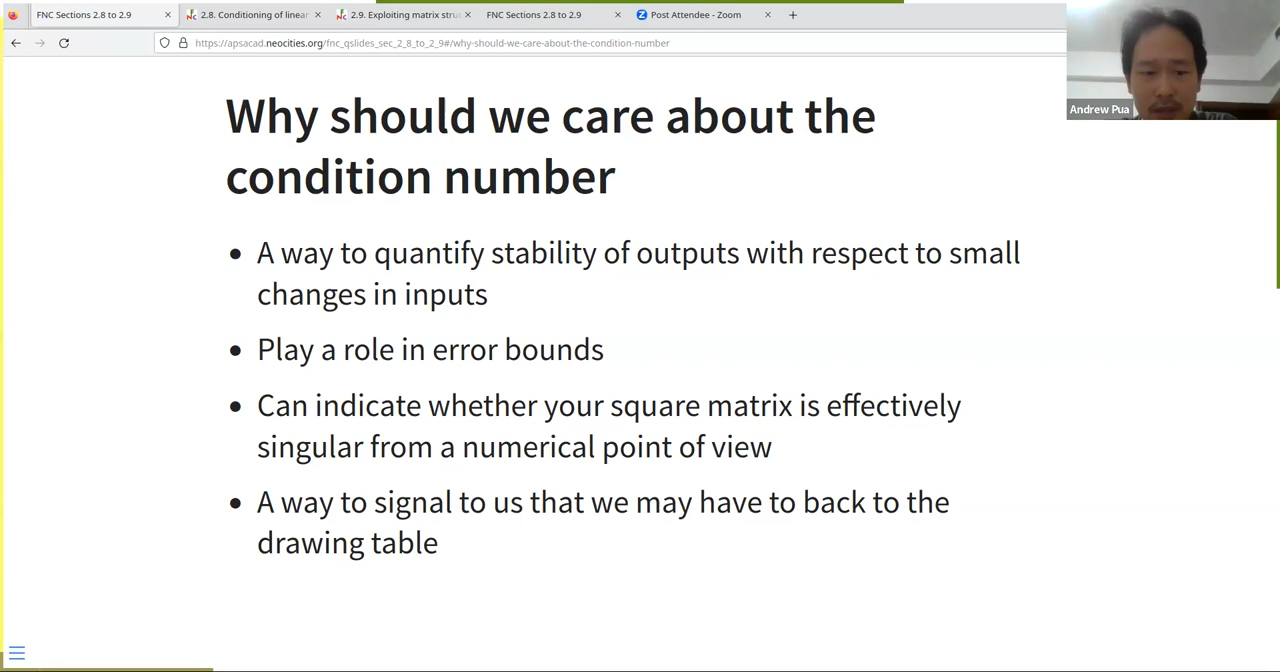 FNC Sections 2.8 to 2.9
2.8. Conditioning of linear
2.9. Exploiting matrix stru
FNC Sections 2.8 to 2.9
Post Attendee - Zoom
https://apsacad.neocities.org/fnc_qslides_sec_2_8_to_2_9#/why-should-we-care-about-the-condition-number
Andrew Pua
Why should we care about the
condition number
• A way to quantify stability of outputs with respect to small
changes in inputs
• Play a role in error bounds
• Can indicate whether your square matrix is effectively
singular from a numerical point of view
• A way to signal to us that we may have to back to the
drawing table